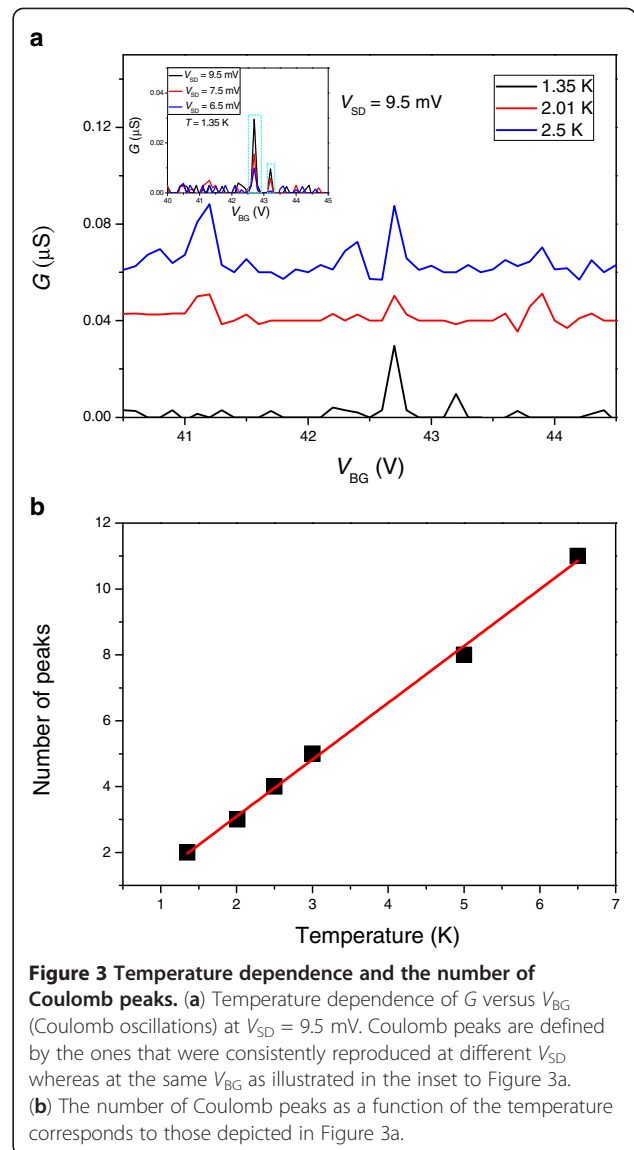 a
V_SD = 9.5 mV
V_SD = 7.5 mV
V_SD = 6.5 mV
T = 1.35 K
G (μS)
0.04
0.02
0.00
40 41 42 43 44 45
V_BG (V)
V_SD = 9.5 mV
1.35 K
2.01 K
2.5 K
G (μS)
0.12
0.08
0.04
0.00
41 42 43 44
V_BG (V)
b
Number of peaks
12
10
8
6
4
2
1 2 3 4 5 6 7
Temperature (K)
Figure 3 Temperature dependence and the number of
Coulomb peaks. (a) Temperature dependence of G versus V_BG
(Coulomb oscillations) at V_SD = 9.5 mV. Coulomb peaks are defined
by the ones that were consistently reproduced at different V_SD
whereas at the same V_BG as illustrated in the inset to Figure 3a.
(b) The number of Coulomb peaks as a function of the temperature
corresponds to those depicted in Figure 3a.